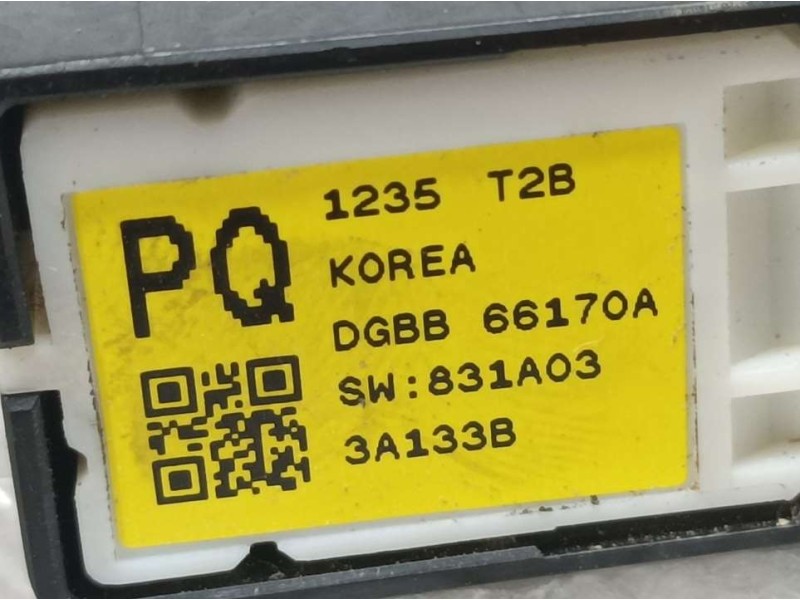 PQ
1235 T2B
KOREA
DGBB 66170A
SW:831A03
3A133B